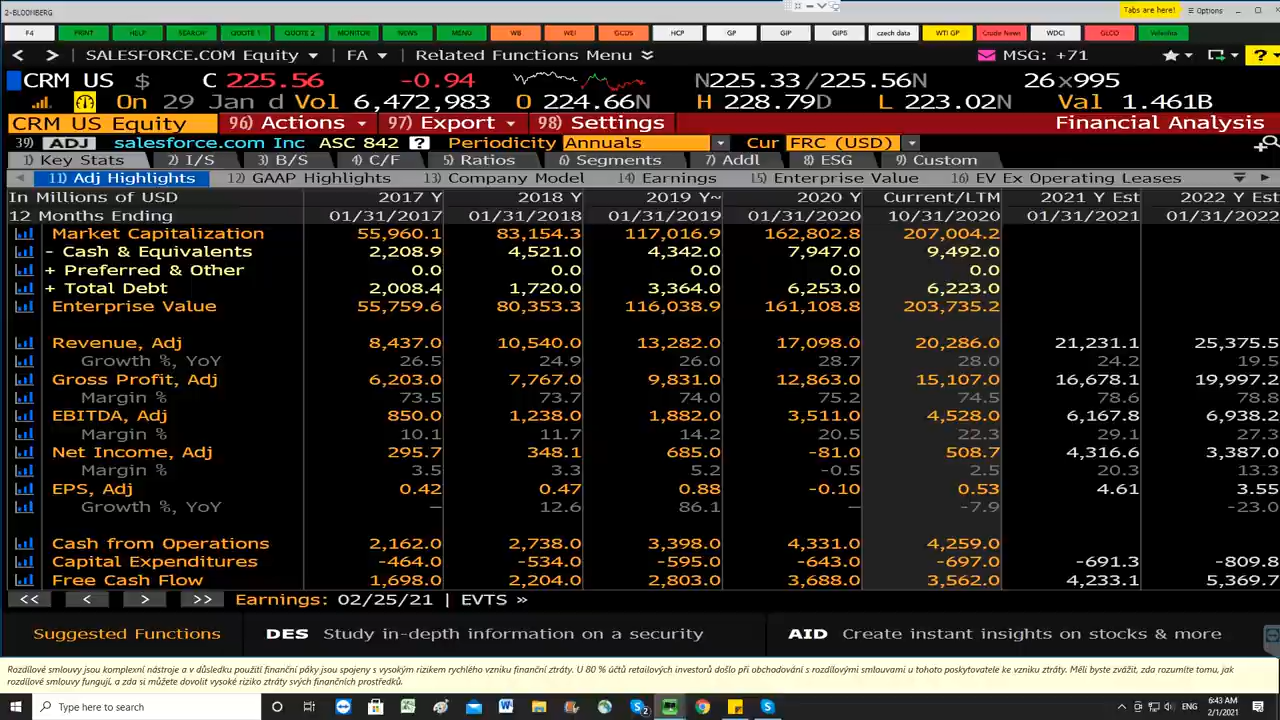 2-BLOOMBERG Tabs are here! Options
F4 PRINT HELP SEARCH QUOTE 1 QUOTE 2 MONITOR NEWS MENU WB WEI GCDS HCP GP GIP GIPS czech data YTI GP Crude News WDCI GLCO
SALESFORCE.COM Equity FA Related Functions Menu MSG: +71 ?
CRM US $ C 225.56 -0.94 N225.33/225.56N 26×995
On 29 Jan d Vol 6,472,983 O 224.66N H 228.79D L 223.02N Val 1.461B
CRM US Equity 96) Actions 97) Export 98) Settings Financial Analysis
39) ADJ salesforce.com Inc ASC 842 ? Periodicity Annuals Cur FRC (USD)
1) Key Stats 2) I/S 3) B/S 4) C/F 5) Ratios 6) Segments 7) Addl 8) ESG 9) Custom
11) Adj Highlights 12) GAAP Highlights 13) Company Model 14) Earnings 15) Enterprise Value 16) EV Ex Operating Leases
In Millions of USD 2017 Y 2018 Y 2019 Y~ 2020 Y Current/LTM 2021 Y Est 2022 Y Est
12 Months Ending 01/31/2017 01/31/2018 01/31/2019 01/31/2020 10/31/2020 01/31/2021 01/31/2022
Market Capitalization 55,960.1 83,154.3 117,016.9 162,802.8 207,004.2
- Cash & Equivalents 2,208.9 4,521.0 4,342.0 7,947.0 9,492.0
+ Preferred & Other 0.0 0.0 0.0 0.0 0.0
+ Total Debt 2,008.4 1,720.0 3,364.0 6,253.0 6,223.0
Enterprise Value 55,759.6 80,353.3 116,038.9 161,108.8 203,735.2
Revenue, Adj 8,437.0 10,540.0 13,282.0 17,098.0 20,286.0 21,231.1 25,375.5
Growth %, YoY 26.5 24.9 26.0 28.7 28.0 24.2 19.5
Gross Profit, Adj 6,203.0 7,767.0 9,831.0 12,863.0 15,107.0 16,678.1 19,997.2
Margin % 73.5 73.7 74.0 75.2 74.5 78.6 78.8
EBITDA, Adj 850.0 1,238.0 1,882.0 3,511.0 4,528.0 6,167.8 6,938.2
Margin % 10.1 11.7 14.2 20.5 22.3 29.1 27.3
Net Income, Adj 295.7 348.1 685.0 -81.0 508.7 4,316.6 3,387.0
Margin % 3.5 3.3 5.2 -0.5 2.5 20.3 13.3
EPS, Adj 0.42 0.47 0.88 -0.10 0.53 4.61 3.55
Growth %, YoY — 12.6 86.1 — -7.9 -23.0
Cash from Operations 2,162.0 2,738.0 3,398.0 4,331.0 4,259.0
Capital Expenditures -464.0 -534.0 -595.0 -643.0 -697.0 -691.3 -809.8
Free Cash Flow 1,698.0 2,204.0 2,803.0 3,688.0 3,562.0 4,233.1 5,369.7
<< < > >> Earnings: 02/25/21 | EVTS »
Suggested Functions DES Study in-depth information on a security AID Create instant insights on stocks & more
Rozdílové smlouvy jsou komplexní nástroje a v důsledku použití finanční páky jsou spojeny s vysokým rizikem rychlého vzniku finanční ztráty. U 80 % účtů retailových investorů došlo při obchodování s rozdílovými smlouvami u tohoto poskytovatele ke vzniku ztráty. Měli byste zvážit, zda rozumíte tomu, jak
rozdílové smlouvy fungují, a zda si můžete dovolit vysoké riziko ztráty svých finančních prostředků.
Type here to search 6:43 AM
2/1/2021